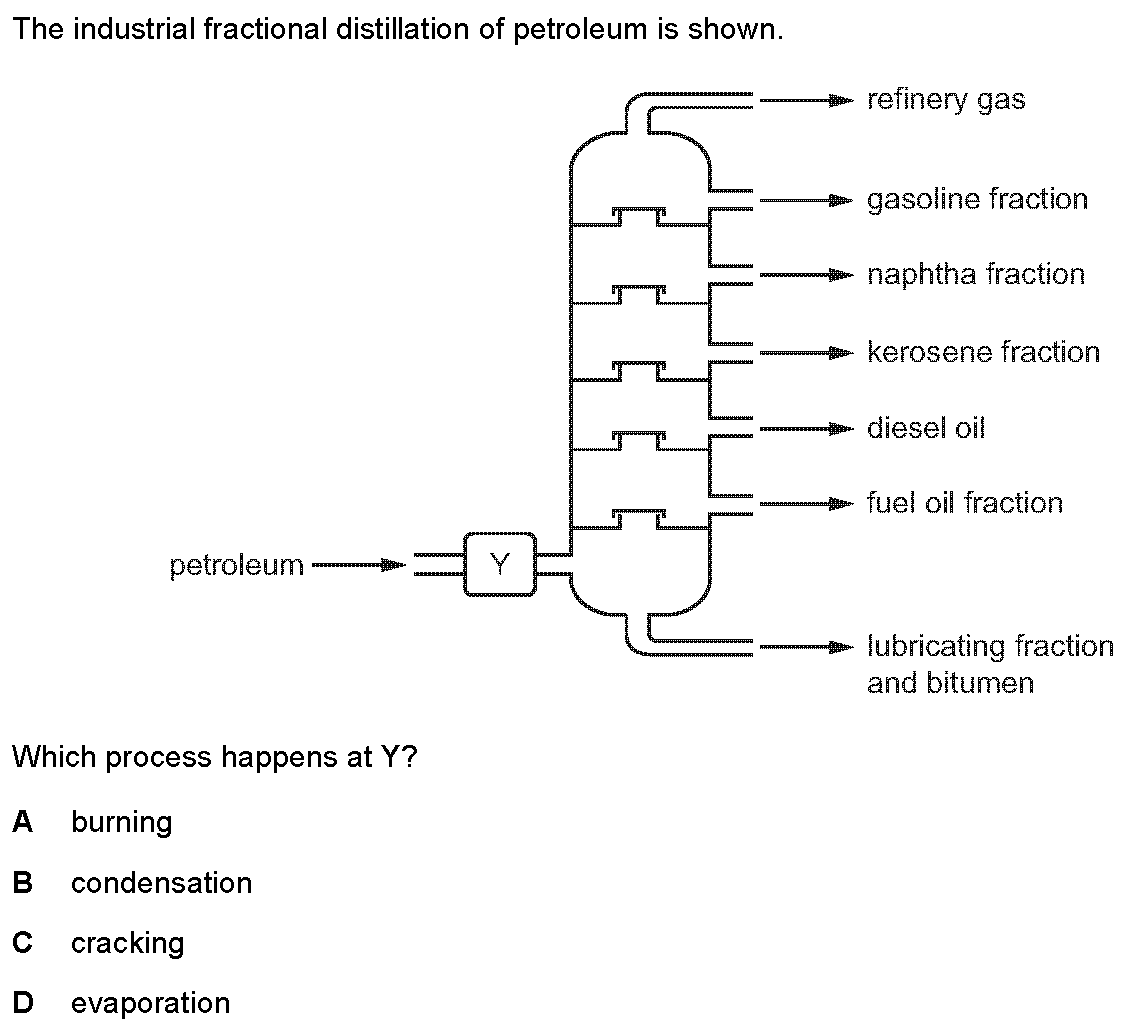 The industrial fractional distillation of petroleum is shown.
refinery gas
gasoline fraction
naphtha fraction
kerosene fraction
diesel oil
fuel oil fraction
petroleum
Y
lubricating fraction
and bitumen
Which process happens at Y?
A burning
B condensation
C cracking
D evaporation